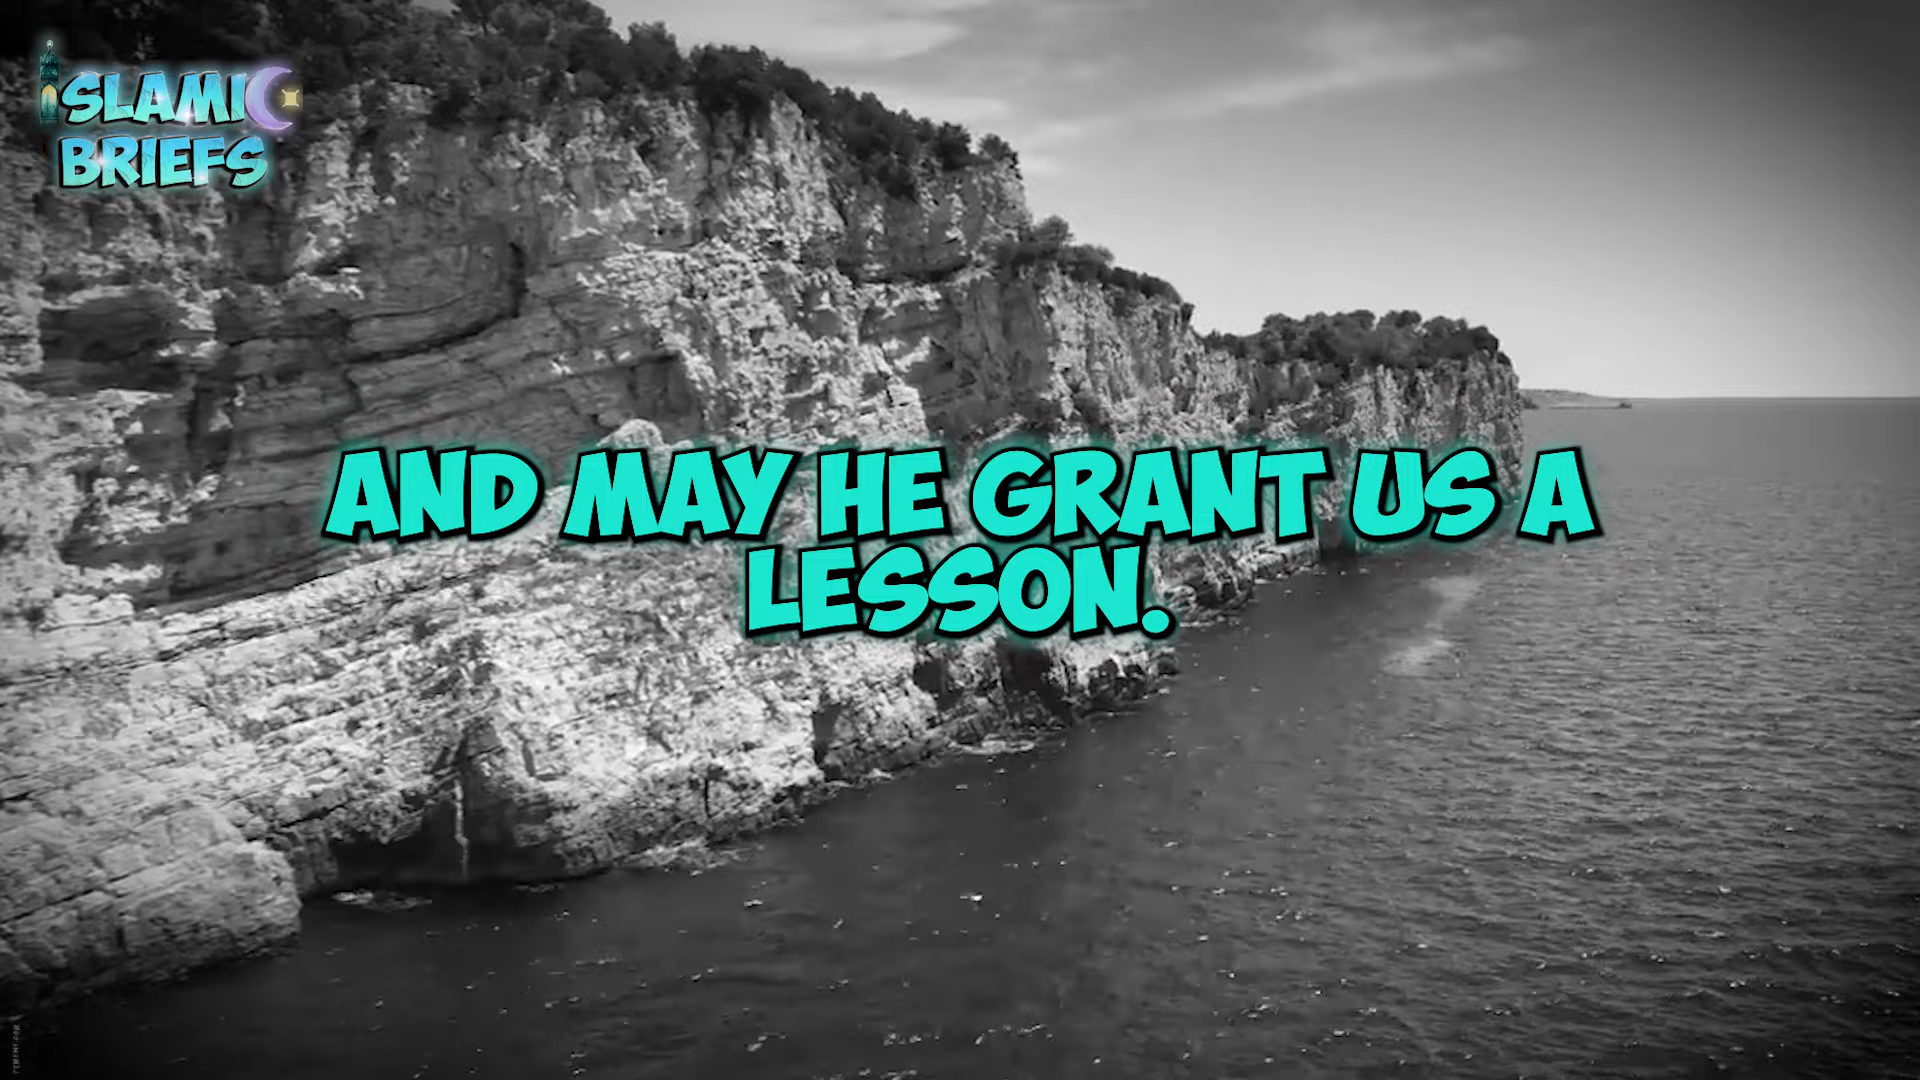 ISLAMIC
BRIEFS
AND MAY HE GRANT US A
LESSON.